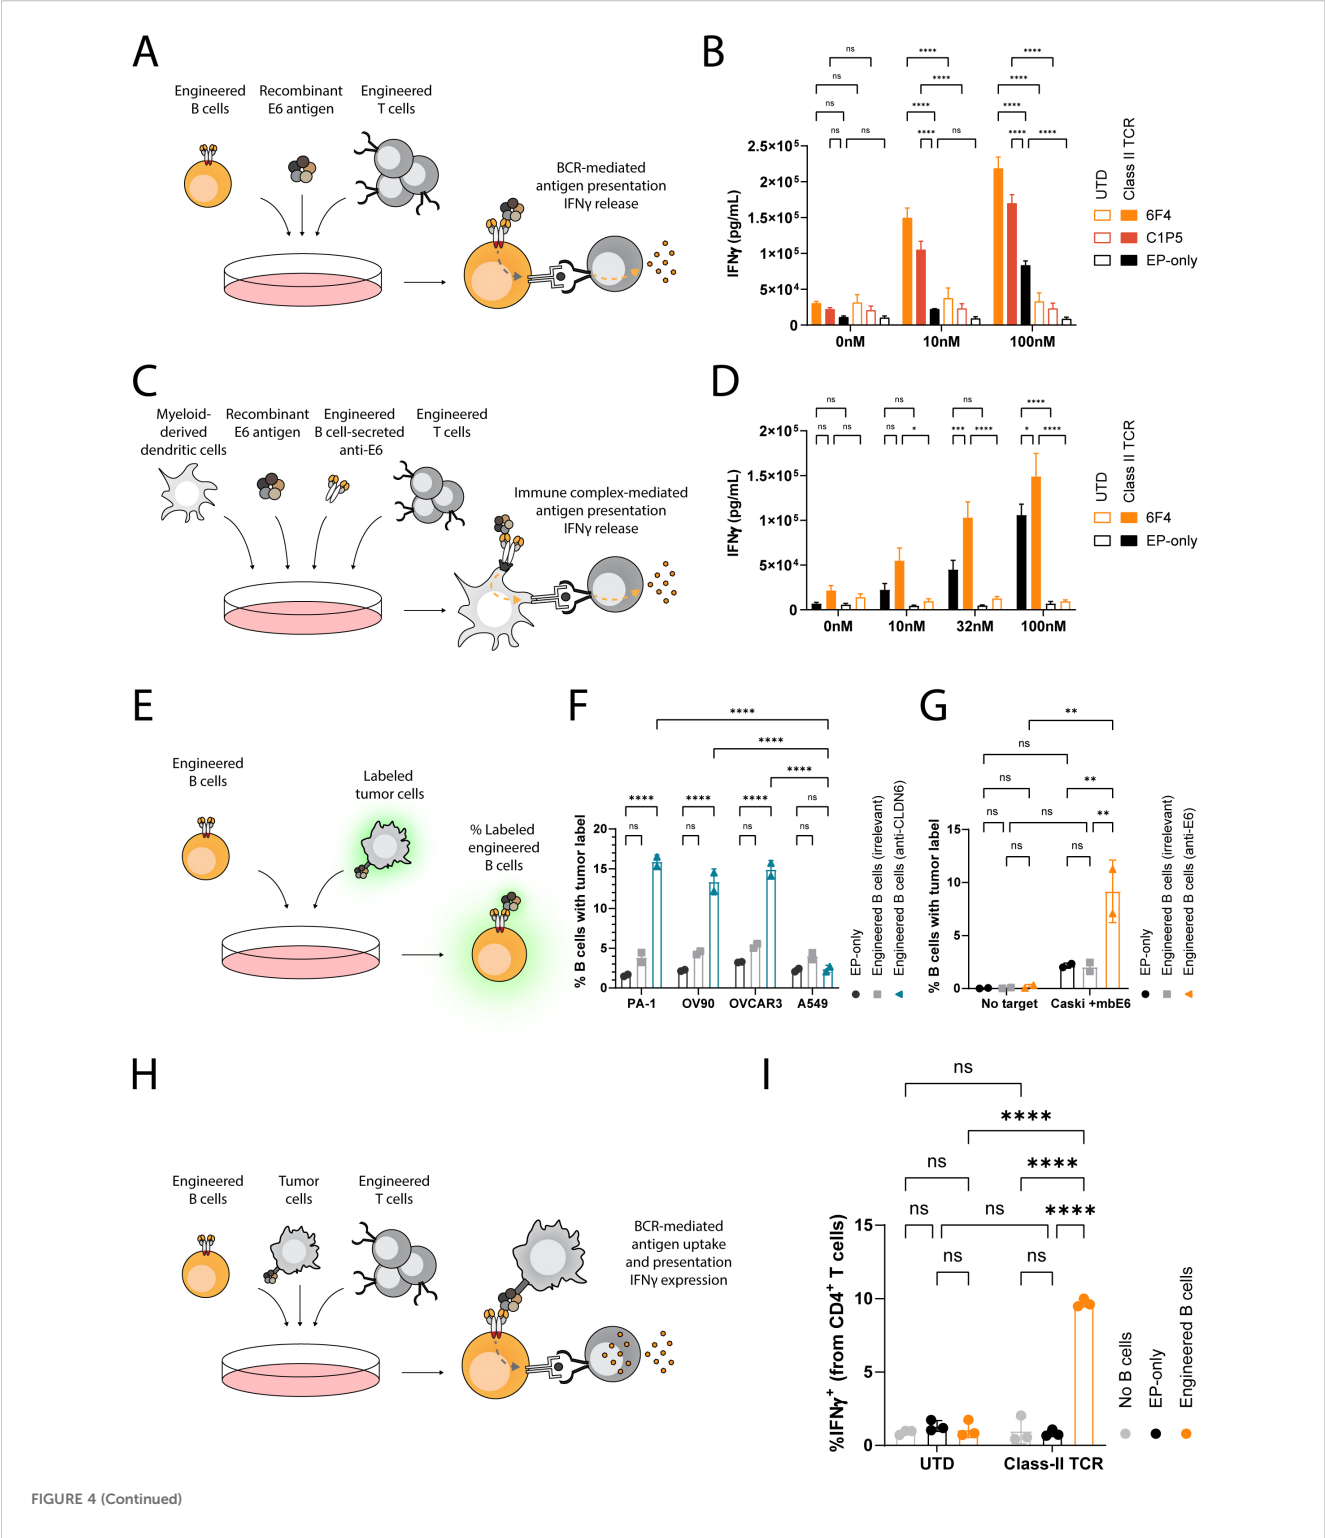 A
Engineered
B cells
Recombinant
E6 antigen
Engineered
T cells
BCR-mediated
antigen presentation
IFNγ release
B
ns
****
****
ns
****
****
ns
****
****
ns
ns
****
ns
****
****
2.5×10⁵
2×10⁵
1.5×10⁵
1×10⁵
5×10⁴
0
IFNγ (pg/mL)
0nM
10nM
100nM
UTD
Class II TCR
6F4
C1P5
EP-only
C
Myeloid-
derived
dendritic cells
Recombinant
E6 antigen
Engineered
B cell-secreted
anti-E6
Engineered
T cells
Immune complex-mediated
antigen presentation
IFNγ release
D
ns
ns
ns
****
ns
ns
ns
*
***
****
*
****
2×10⁵
1.5×10⁵
1×10⁵
5×10⁴
0
IFNγ (pg/mL)
0nM
10nM
32nM
100nM
UTD
Class II TCR
6F4
EP-only
E
Engineered
B cells
Labeled
tumor cells
% Labeled
engineered
B cells
F
****
****
****
****
****
****
ns
ns
ns
ns
ns
20
15
10
5
0
% B cells with tumor label
PA-1
OV90
OVCAR3
A549
EP-only
Engineered B cells (irrelevant)
Engineered B cells (anti-CLDN6)
G
**
ns
ns
**
ns
ns
**
ns
ns
15
10
5
0
% B cells with tumor label
No target
Caski +mbE6
EP-only
Engineered B cells (irrelevant)
Engineered B cells (anti-E6)
H
Engineered
B cells
Tumor
cells
Engineered
T cells
BCR-mediated
antigen uptake
and presentation
IFNγ expression
I
ns
****
ns
****
ns
ns
****
ns
ns
15
10
5
0
%IFNγ⁺ (from CD4⁺ T cells)
UTD
Class-II TCR
No B cells
EP-only
Engineered B cells
FIGURE 4 (Continued)